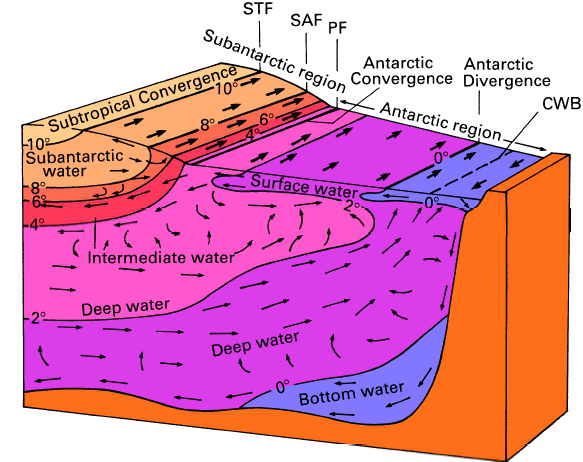 STF
SAF
PF
Subantarctic region
Antarctic
Convergence
Antarctic
Divergence
CWB
Antarctic region
Subtropical Convergence
10°
8°
6°
4°
0°
10°
Subantarctic
water
8°
6°
4°
Surface water
2°
0°
Intermediate water
Deep water
2°
Deep water
0°
Bottom water